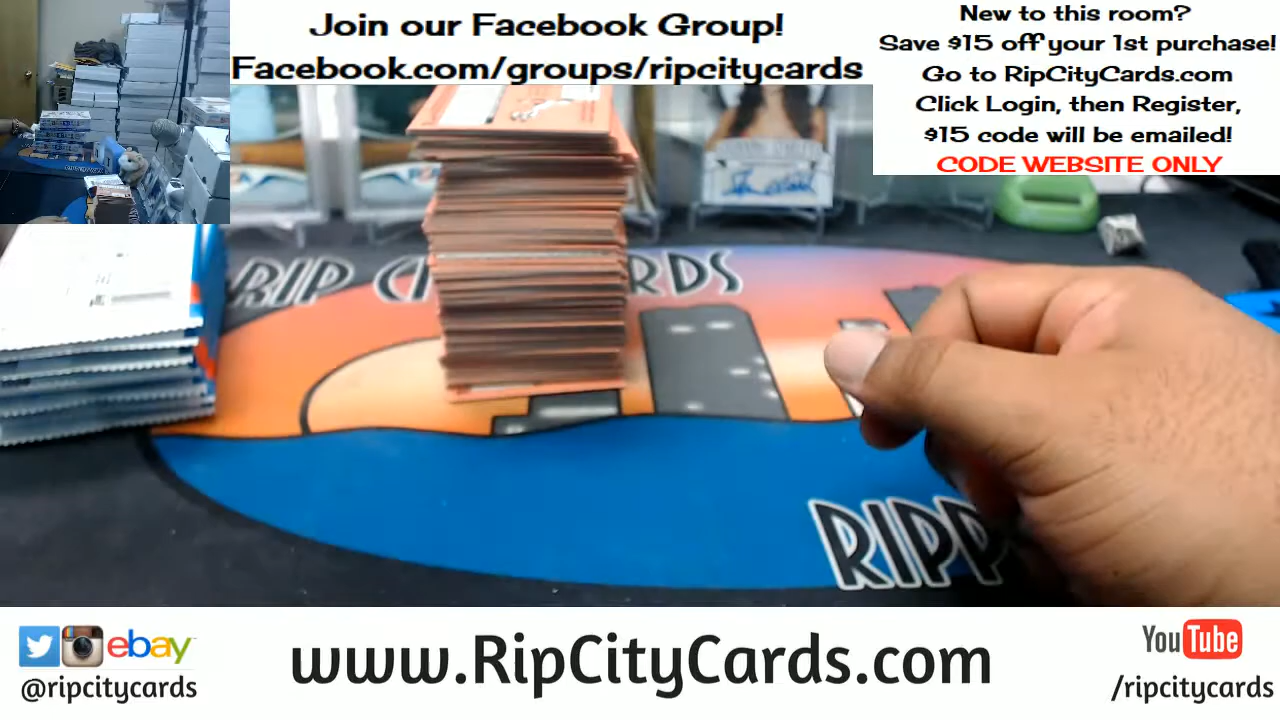 Join our Facebook Group!
Facebook.com/groups/ripcitycards
New to this room?
Save $15 off your 1st purchase!
Go to RipCityCards.com
Click Login, then Register,
$15 code will be emailed!
CODE WEBSITE ONLY
RIP CI RDS
RIPP
ebay
@ripcitycards
www.RipCityCards.com
YouTube
/ripcitycards